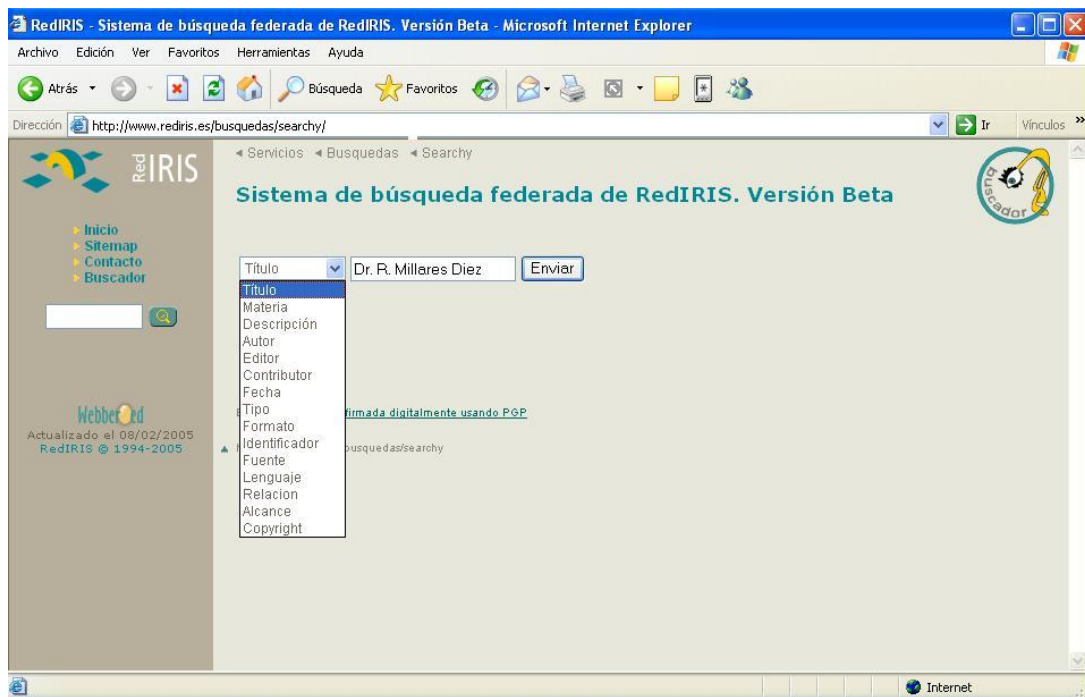 RedIRIS - Sistema de búsqueda federada de RedIRIS. Versión Beta - Microsoft Internet Explorer
Archivo Edición Ver Favoritos Herramientas Ayuda
Atrás Búsqueda Favoritos
Dirección http://www.rediris.es/busquedas/searchy/ Ir Vínculos »
RedIRIS
Servicios Busquedas Searchy
Sistema de búsqueda federada de RedIRIS. Versión Beta
buscador
Inicio
Sitemap
Contacto
Buscador
Título Dr. R. Millares Diez Enviar
Título
Materia
Descripción
Autor
Editor
Contributor
Fecha
Tipo
Formato
Identificador
Fuente
Lenguaje
Relacion
Alcance
Copyright
firmada digitalmente usando PGP
busquedas/searchy
Webbered
Actualizado el 08/02/2005
RedIRIS © 1994-2005
Internet